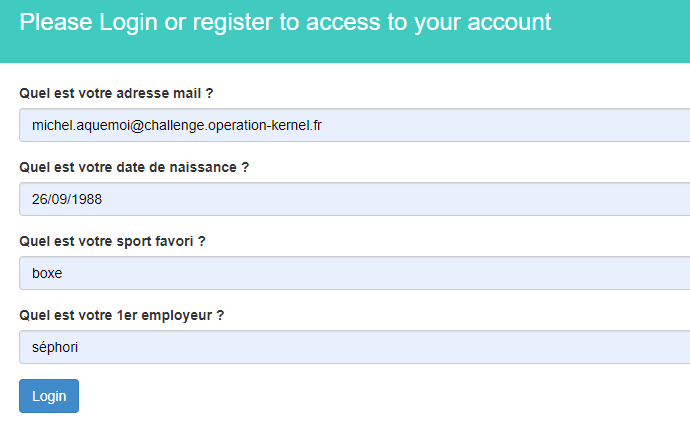 Please Login or register to access to your account
Quel est votre adresse mail ?
michel.aquemoi@challenge.operation-kernel.fr
Quel est votre date de naissance ?
26/09/1988
Quel est votre sport favori ?
boxe
Quel est votre 1er employeur ?
séphori
Login